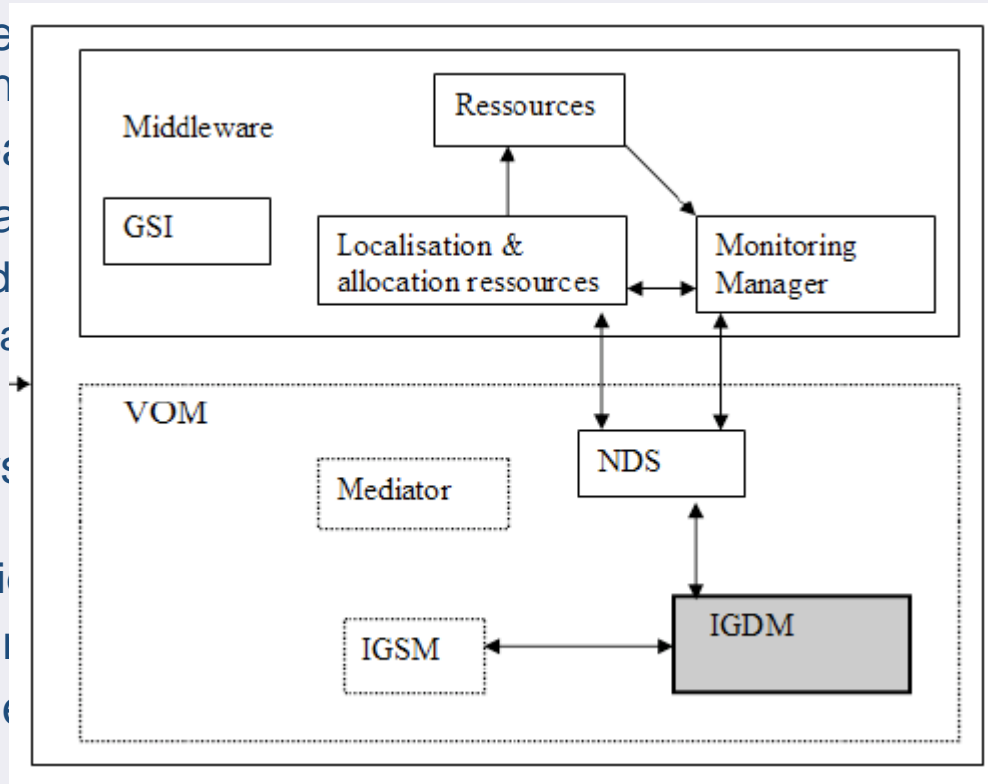 Ressources
Middleware
GSI
Localisation &
allocation ressources
Monitoring
Manager
VOM
NDS
Mediator
IGDM
IGSM